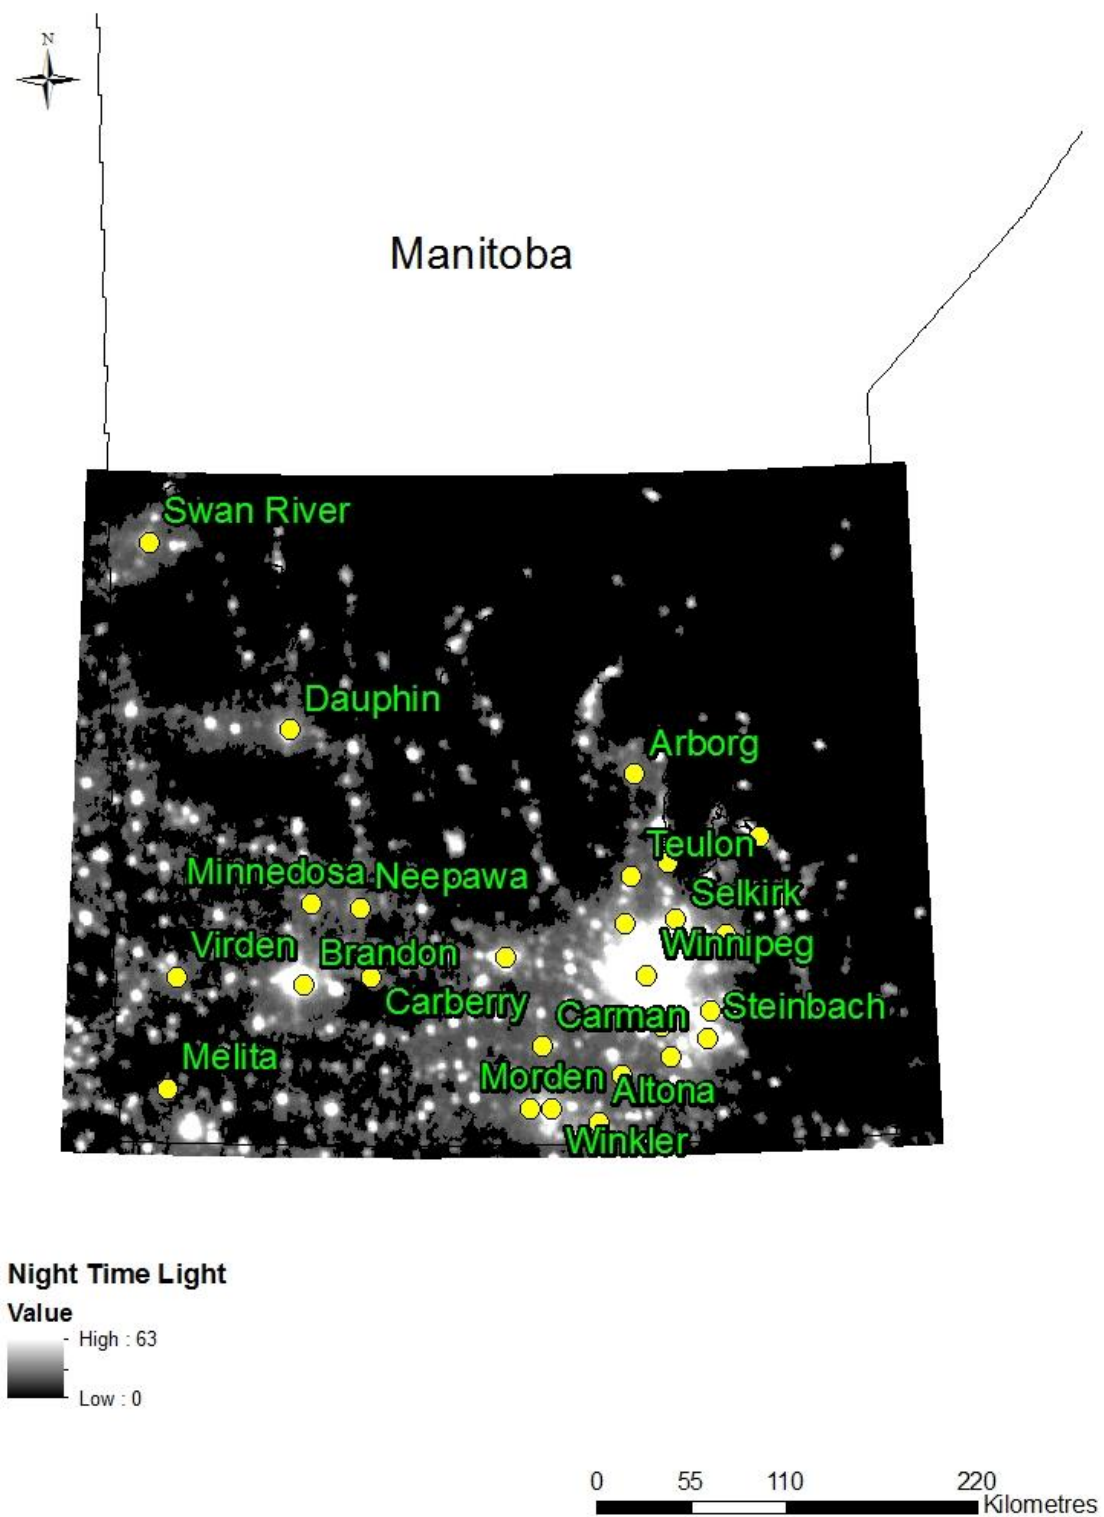 N
Manitoba
Swan River
Dauphin
Arborg
Teulon
Minnedosa Neepawa
Selkirk
Virden Brandon Winnipeg
Carberry Carman Steinbach
Melita
Morden Altona
Winkler
Night Time Light
Value
High : 63
Low : 0
0 55 110 220
Kilometres